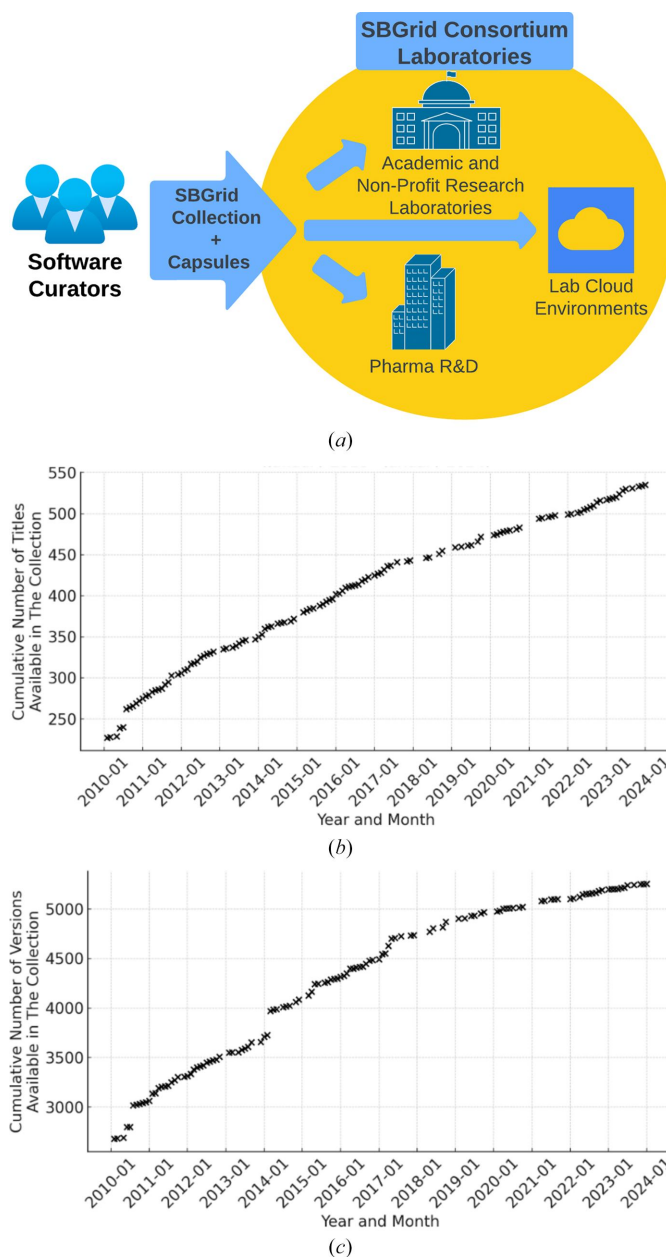 SBGrid Consortium
Laboratories
Academic and
Non-Profit Research
Laboratories
SBGrid
Collection
+
Capsules
Software
Curators
Lab Cloud
Environments
Pharma R&D
(a)
Cumulative Number of Titles
Available in The Collection
550
500
450
400
350
300
250
2010-01
2011-01
2012-01
2013-01
2014-01
2015-01
2016-01
2017-01
2018-01
2019-01
2020-01
2021-01
2022-01
2023-01
2024-01
Year and Month
(b)
Cumulative Number of Versions
Available in The Collection
5000
4500
4000
3500
3000
2010-01
2011-01
2012-01
2013-01
2014-01
2015-01
2016-01
2017-01
2018-01
2019-01
2020-01
2021-01
2022-01
2023-01
2024-01
Year and Month
(c)